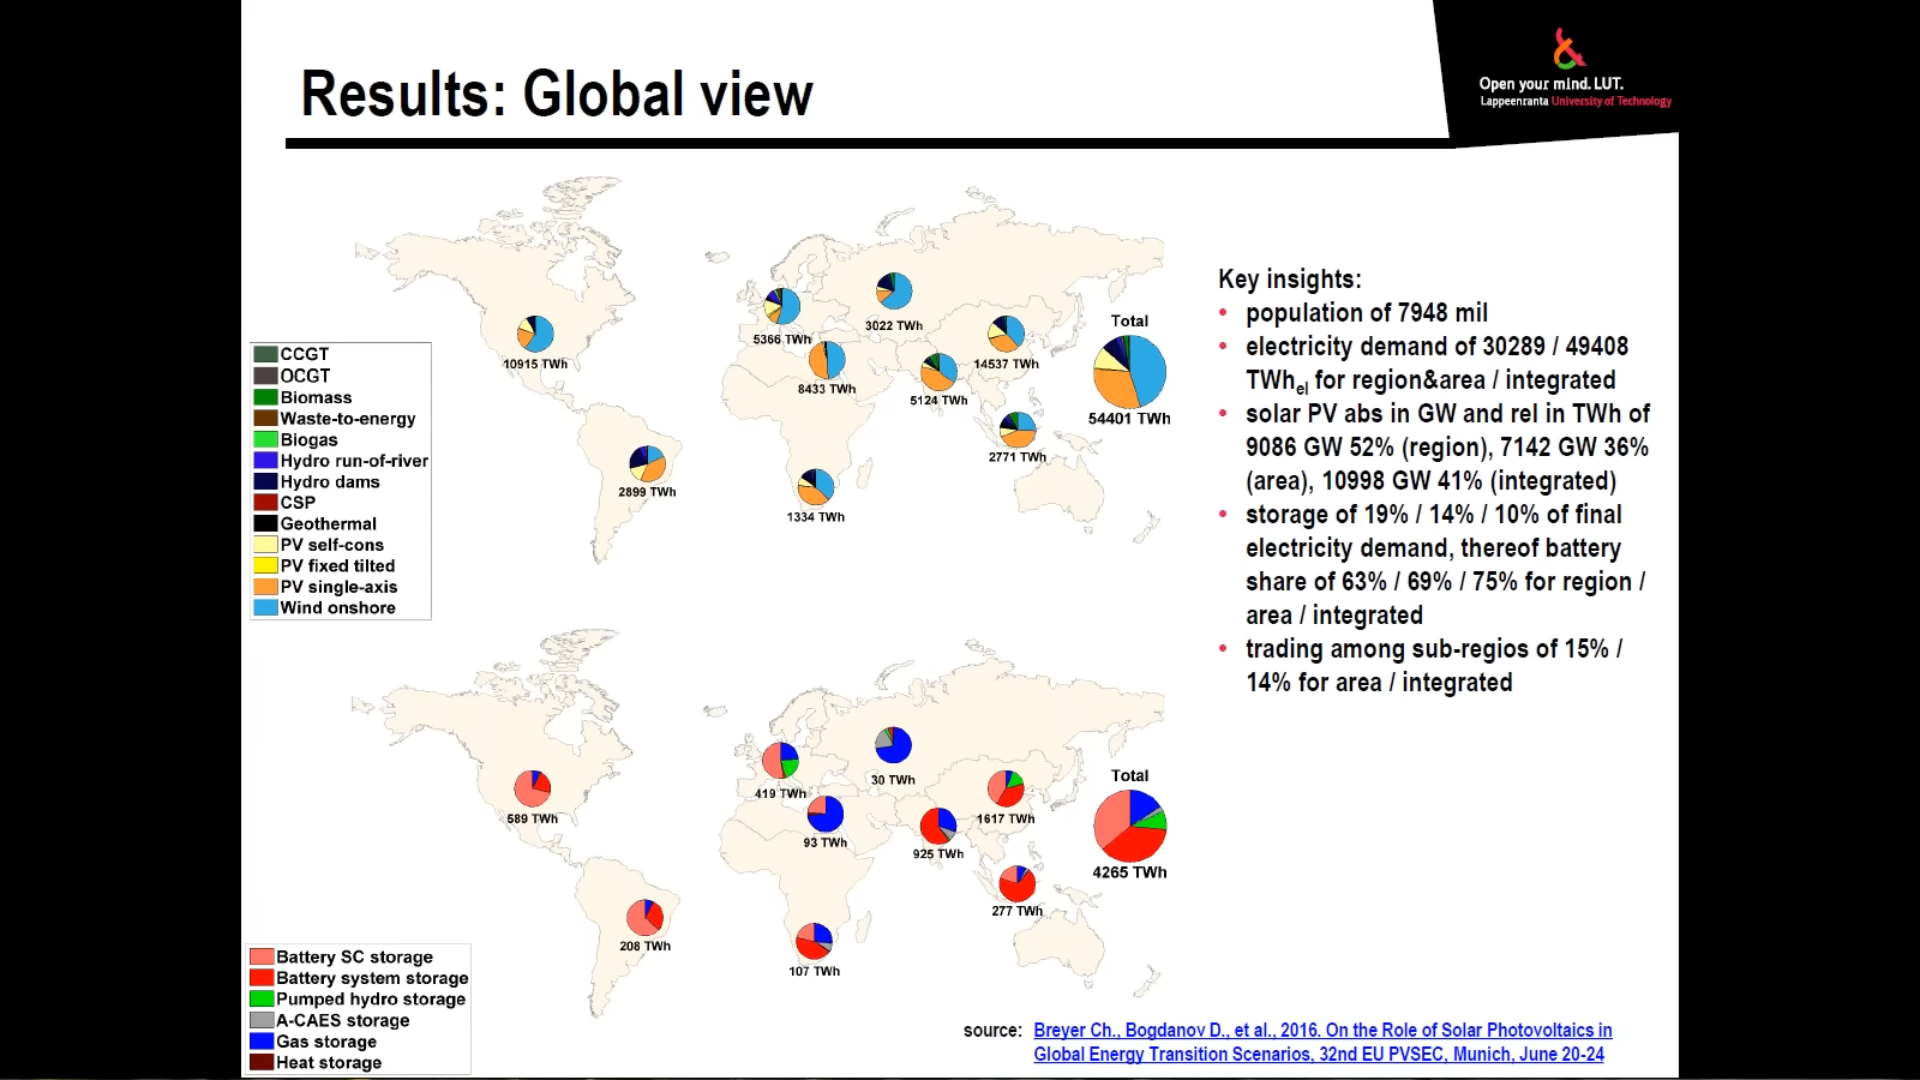 Results: Global view
Open your mind. LUT.
Lappeenranta University of Technology
10915 TWh
5366 TWh
3022 TWh
8433 TWh
5124 TWh
14537 TWh
2771 TWh
2899 TWh
1334 TWh
Total
54401 TWh
CCGT
OCGT
Biomass
Waste-to-energy
Biogas
Hydro run-of-river
Hydro dams
CSP
Geothermal
PV self-cons
PV fixed tilted
PV single-axis
Wind onshore
Key insights:
• population of 7948 mil
• electricity demand of 30289 / 49408
TWhel for region&area / integrated
• solar PV abs in GW and rel in TWh of
9086 GW 52% (region), 7142 GW 36%
(area), 10998 GW 41% (integrated)
• storage of 19% / 14% / 10% of final
electricity demand, thereof battery
share of 63% / 69% / 75% for region /
area / integrated
• trading among sub-regios of 15% /
14% for area / integrated
589 TWh
419 TWh
30 TWh
93 TWh
925 TWh
1617 TWh
277 TWh
208 TWh
107 TWh
Total
4265 TWh
Battery SC storage
Battery system storage
Pumped hydro storage
A-CAES storage
Gas storage
Heat storage
source: Breyer Ch., Bogdanov D., et al., 2016. On the Role of Solar Photovoltaics in
Global Energy Transition Scenarios, 32nd EU PVSEC, Munich, June 20-24